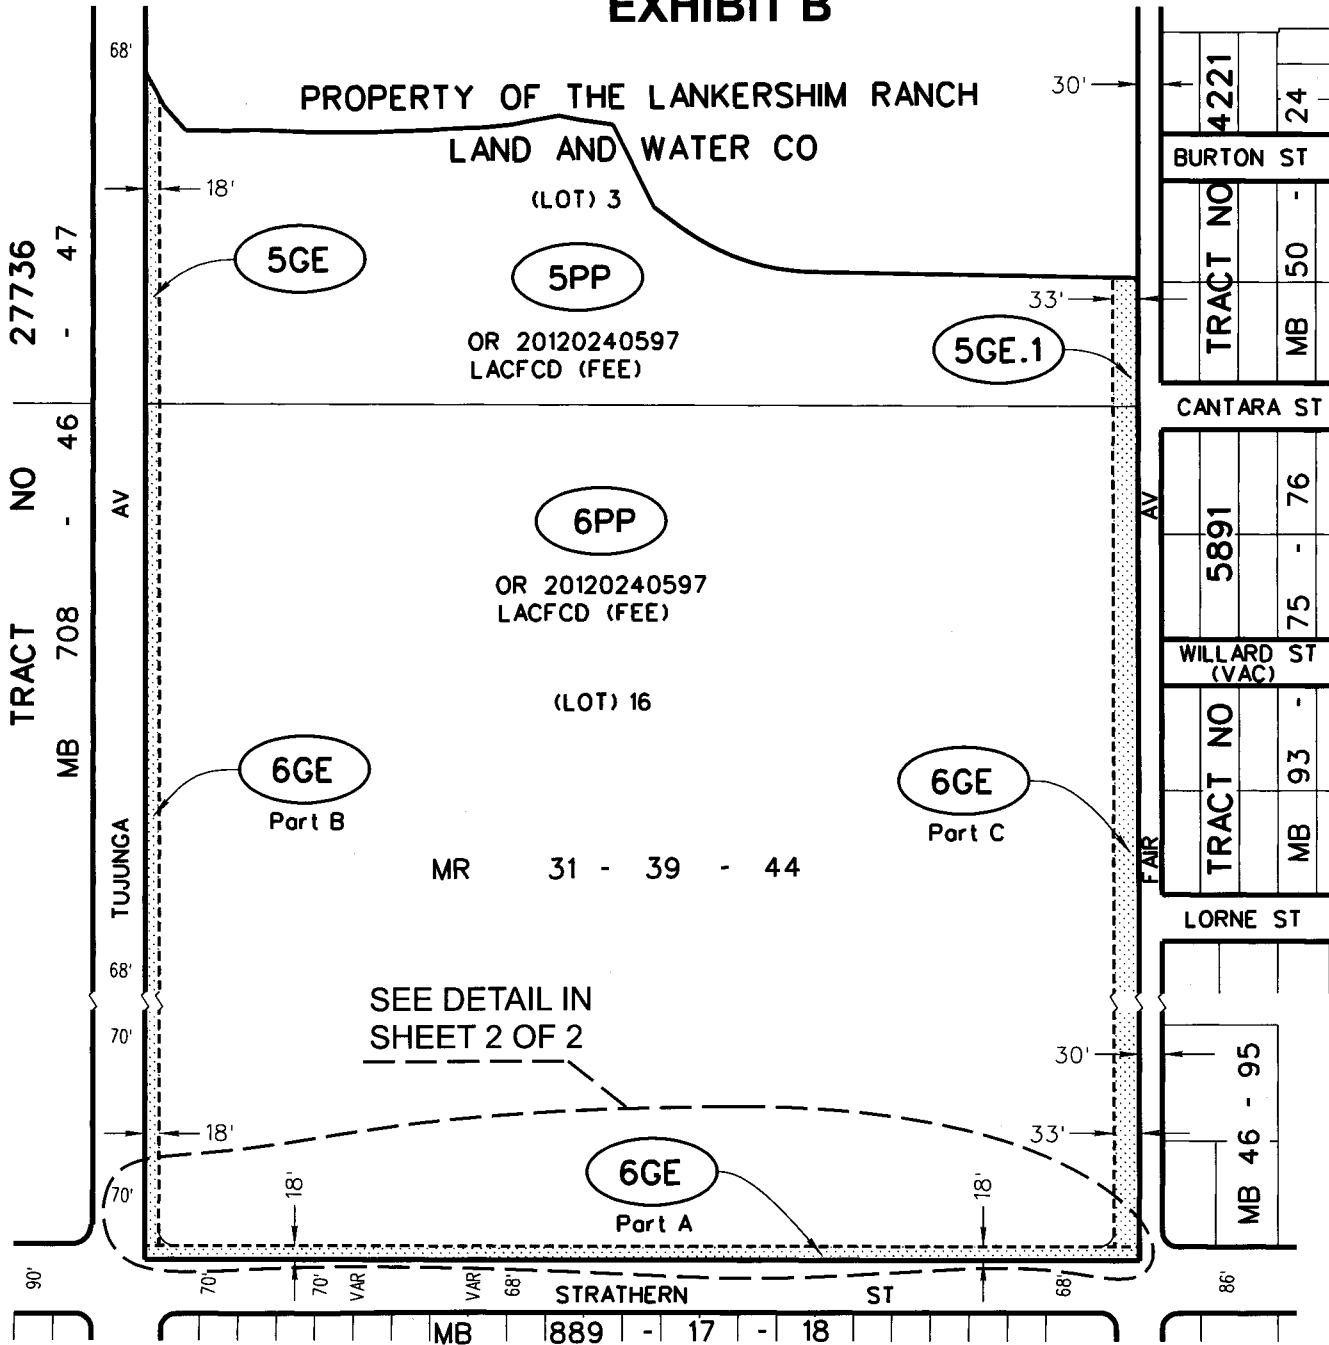 EXHIBIT B
68'
PROPERTY OF THE LANKERSHIM RANCH
LAND AND WATER CO
30'
4221
24
BURTON ST
18'
(LOT) 3
TRACT NO
MB 50 -
27736
- 47
5GE
5PP
33'
OR 20120240597
LACFCD (FEE)
5GE.1
CANTARA ST
TRACT NO
MB 708 - 46
AV
6PP
AV
5891
75 - 76
OR 20120240597
LACFCD (FEE)
WILLARD ST
(VAC)
(LOT) 16
TRACT NO
MB 93 -
6GE
Part B
6GE
Part C
TUJUNGA
MR 31 - 39 - 44
FAIR
LORNE ST
68'
SEE DETAIL IN
SHEET 2 OF 2
70'
30'
MB 46 - 95
18'
33'
70'
18'
6GE
Part A
18'
90'
70'
70'
VAR
VAR
68'
STRATHERN ST
68'
86'
MB 889 - 17 - 18